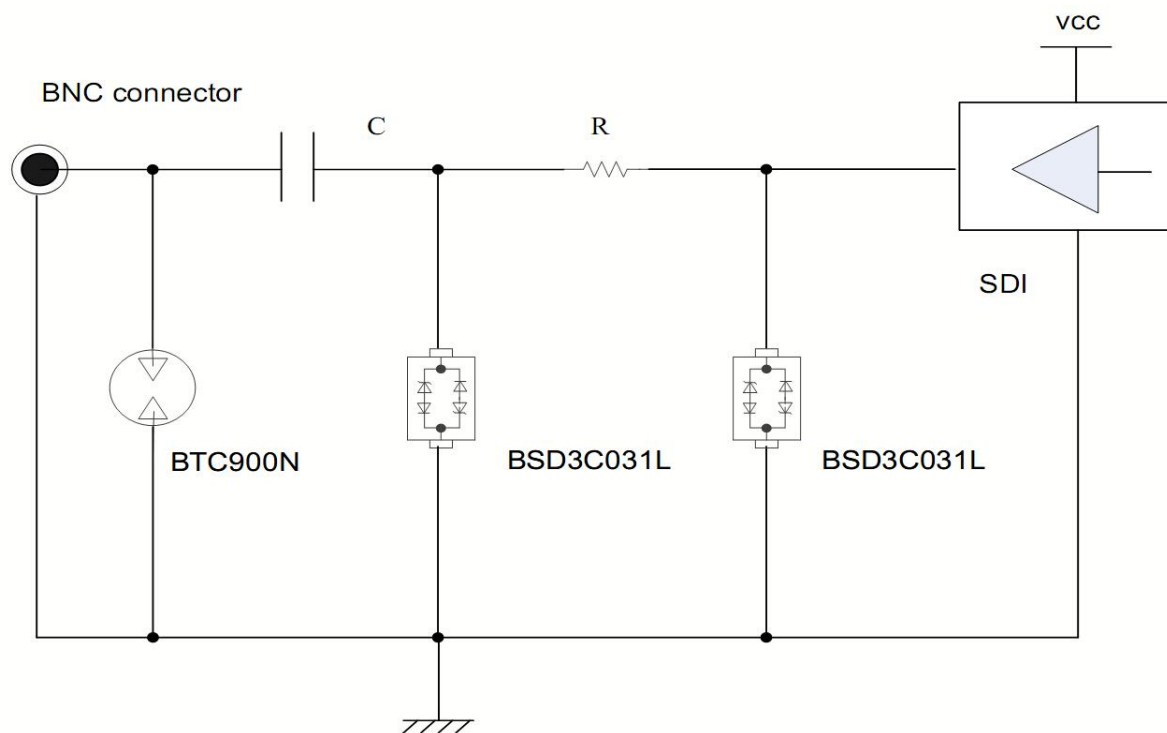 vcc
BNC connector
C
R
SDI
BTC900N
BSD3C031L
BSD3C031L